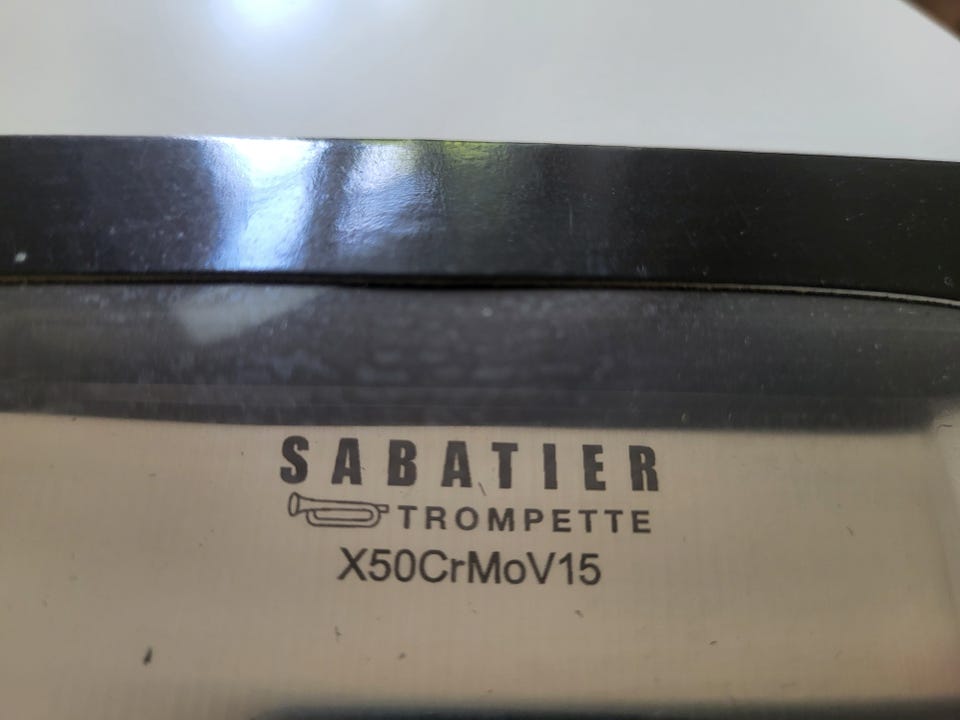 SABATIER
TROMPETTE
X50CrMoV15